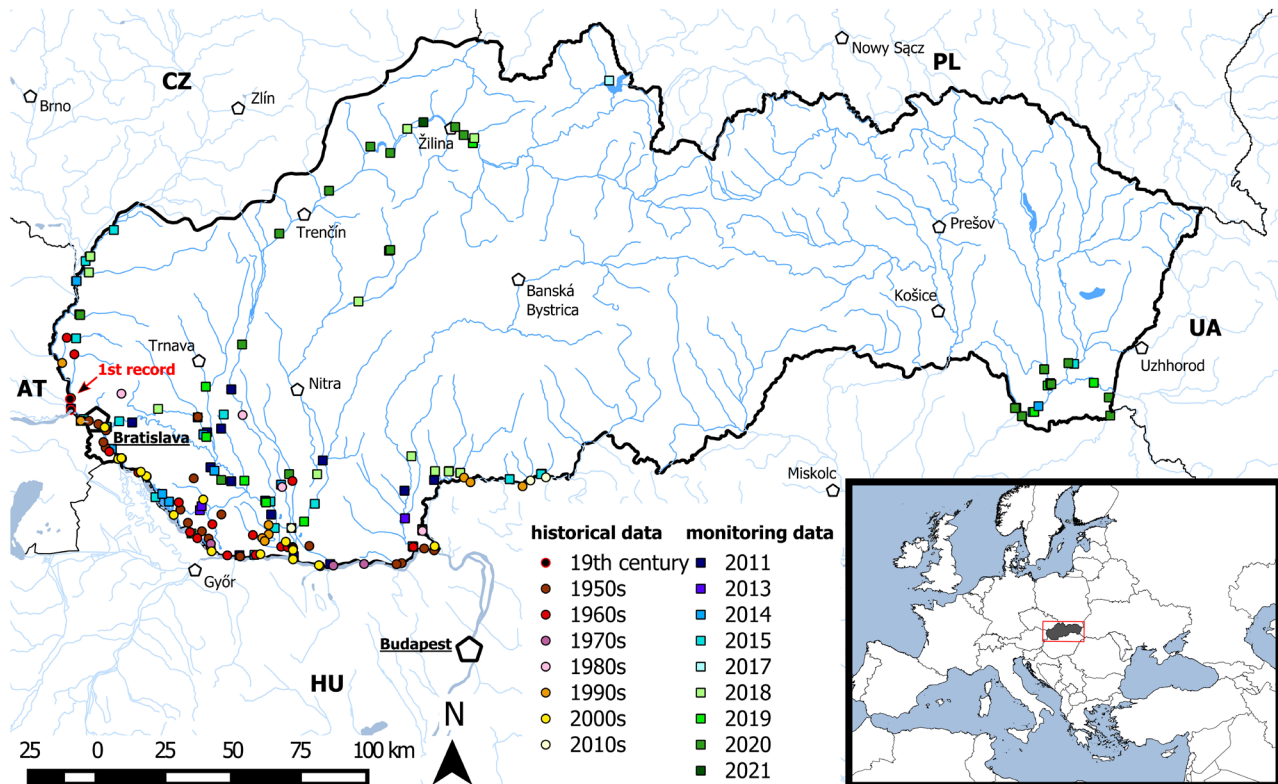 Nowy Sącz
PL
CZ
Brno
Zlín
Žilina
Trenčín
Prešov
Banská
Bystrica
Košice
UA
Uzhhorod
Trnava
1st record
AT
Nitra
Bratislava
Miskolc
historical data
monitoring data
19th century
2011
1950s
2013
1960s
2014
1970s
2015
1980s
2017
1990s
2018
2000s
2019
2010s
2020
2021
Győr
Budapest
HU
N
25 0 25 50 75 100 km